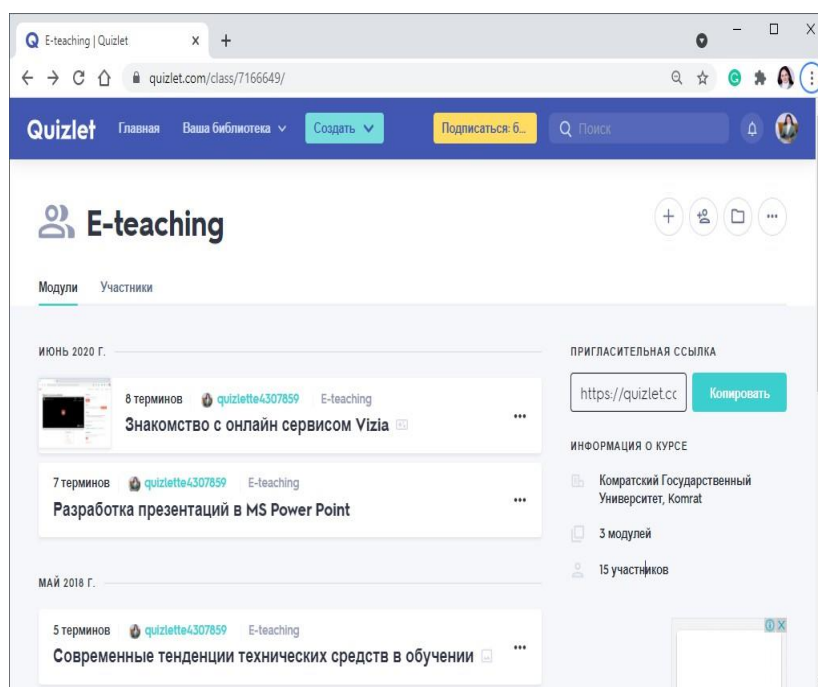 E-teaching | Quizlet
quizlet.com/class/7166649/
Quizlet Главная Ваша библиотека Создать Подписаться: б... Поиск
E-teaching
Модули Участники
ИЮНЬ 2020 Г.
8 терминов quizlette4307859 E-teaching
Знакомство с онлайн сервисом Vizia
7 терминов quizlette4307859 E-teaching
Разработка презентаций в MS Power Point
МАЙ 2018 Г.
5 терминов quizlette4307859 E-teaching
Современные тенденции технических средств в обучении
ПРИГЛАСИТЕЛЬНАЯ ССЫЛКА
https://quizlet.cc Копировать
ИНФОРМАЦИЯ О КУРСЕ
Комратский Государственный
Университет, Komrat
3 модулей
15 участников